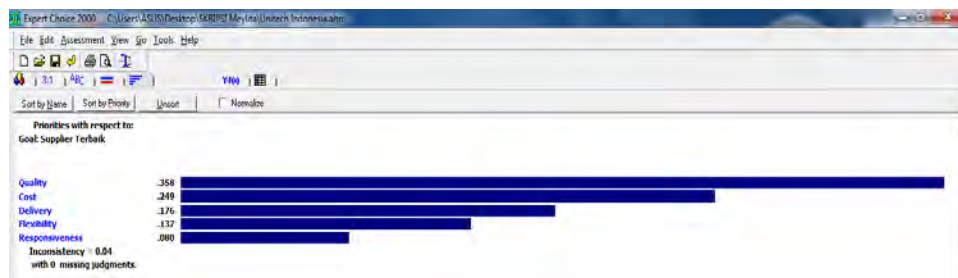 Expert Choice 2000 C:\Users\ASUS\Desktop\SKRIPSI Meylita\Unitech Indonesia.ahp
File Edit Assessment View Go Tools Help
3:1 ABC Y=f(x)
Sort by Name Sort by Priority Unsort Normalize
Priorities with respect to:
Goal: Supplier Terbaik
Quality .358
Cost .249
Delivery .176
Flexibility .137
Responsiveness .080
Inconsistency = 0.04
with 0 missing judgments.